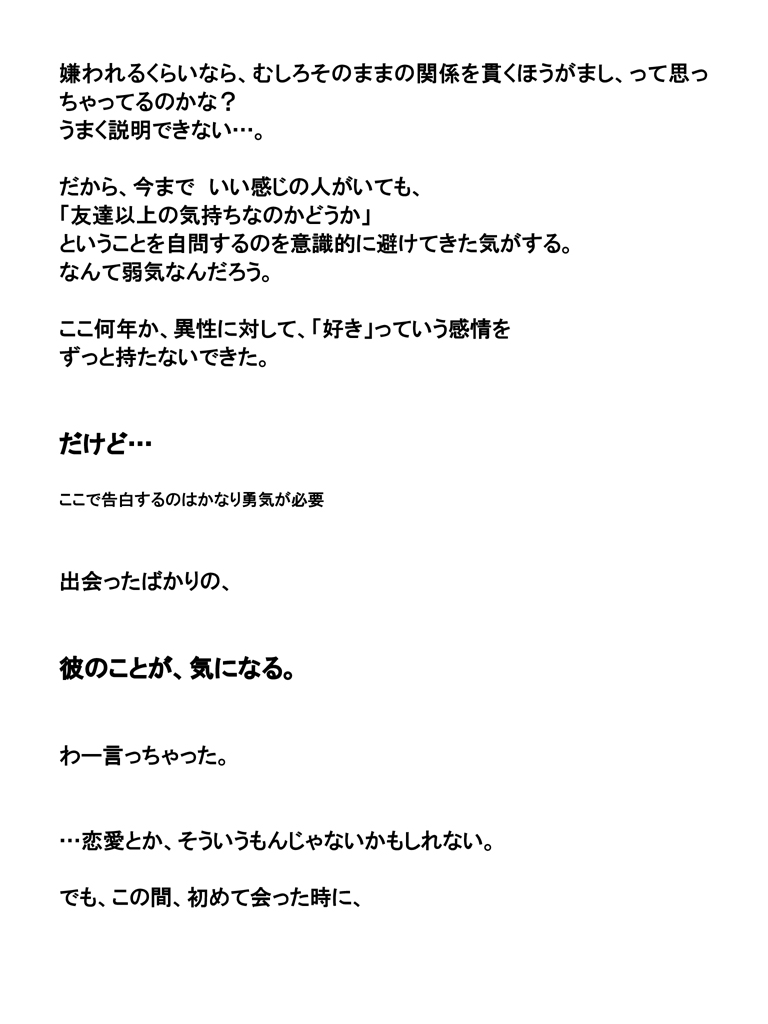 嫌われるくらいなら、むしろそのままの関係を貫くほうがまし、って思っ
ちゃってるのかな？
うまく説明できない…。
だから、今まで　いい感じの人がいても、
「友達以上の気持ちなのかどうか」
ということを自問するのを意識的に避けてきた気がする。
なんて弱気なんだろう。
ここ何年か、異性に対して、「好き」っていう感情を
ずっと持たないできた。
だけど…
ここで告白するのはかなり勇気が必要
出会ったばかりの、
彼のことが、気になる。
わー言っちゃった。
…恋愛とか、そういうもんじゃないかもしれない。
でも、この間、初めて会った時に、